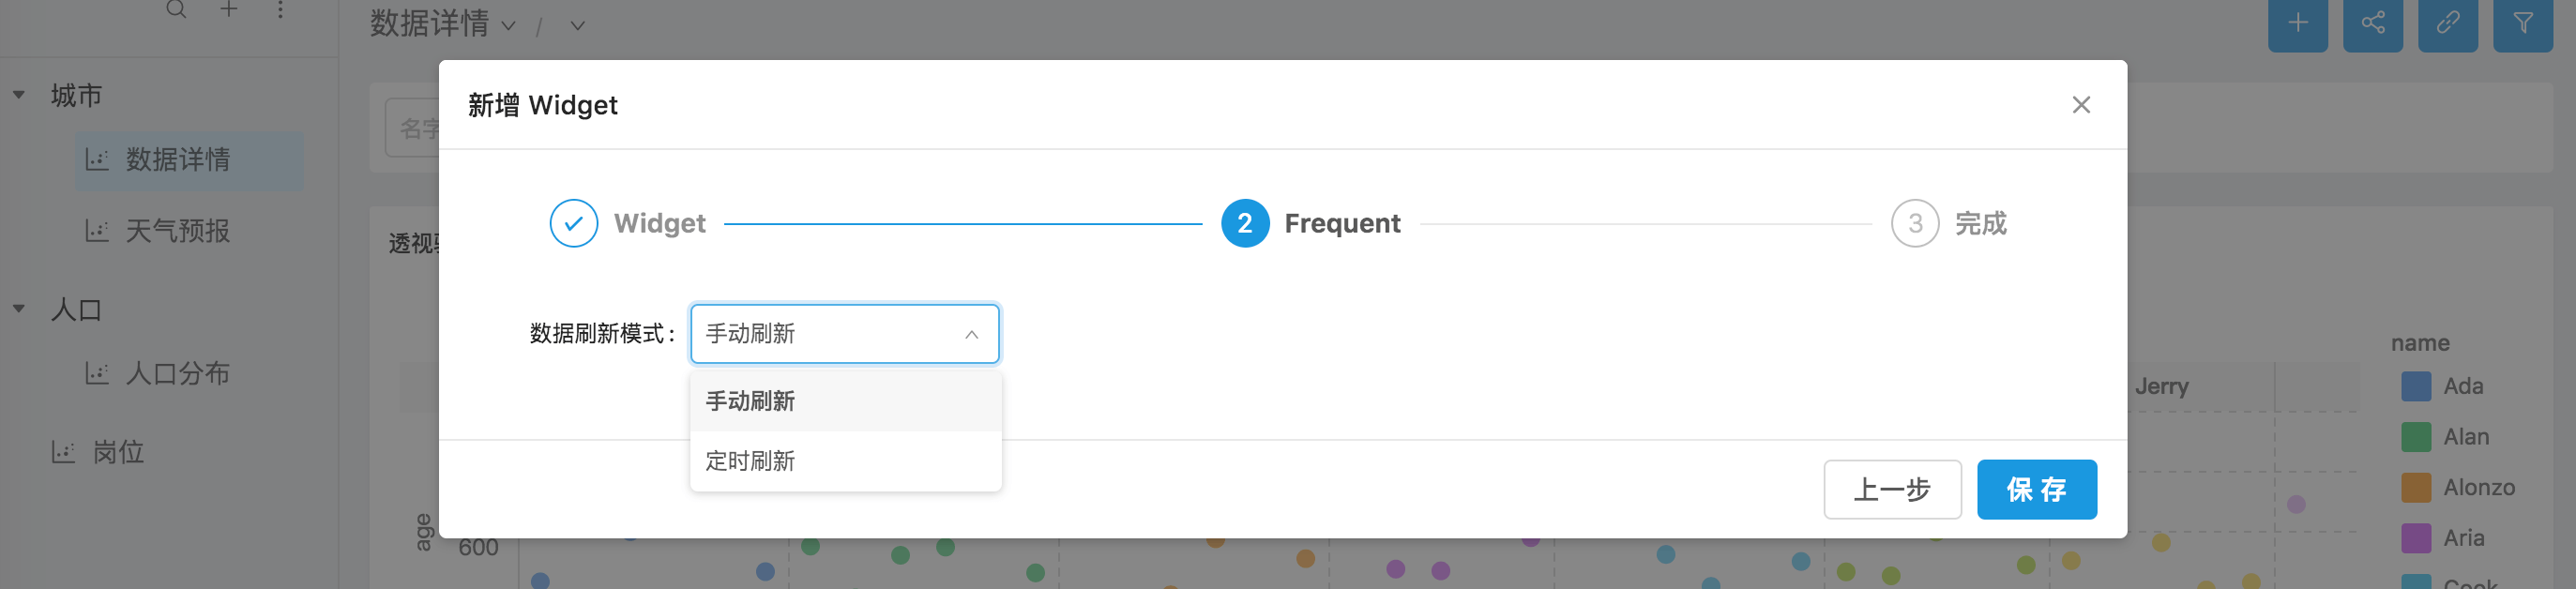 数据详情 /
城市
数据详情
天气预报
人口
人口分布
岗位
名字
新增 Widget
Widget
2 Frequent
3 完成
数据刷新模式:
手动刷新
手动刷新
定时刷新
上一步
保 存
透视
age
600
Jerry
name
Ada
Alan
Alonzo
Aria
Cook